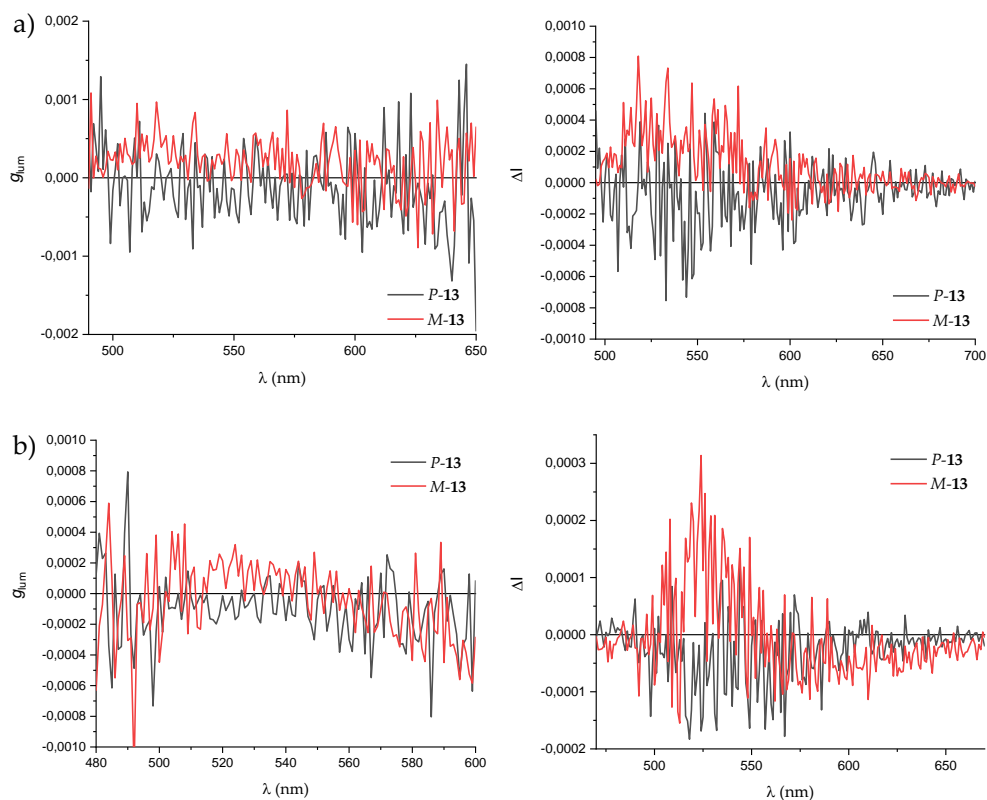 a)
0,002
0,001
0,000
-0,001
-0,002
g_lum
500
550
600
650
λ (nm)
P-13
M-13
0,0010
0,0008
0,0006
0,0004
0,0002
0,0000
-0,0002
-0,0004
-0,0006
-0,0008
-0,0010
ΔI
500
550
600
650
700
λ (nm)
P-13
M-13
b)
0,0010
0,0008
0,0006
0,0004
0,0002
0,0000
-0,0002
-0,0004
-0,0006
-0,0008
-0,0010
g_lum
480
500
520
540
560
580
600
λ (nm)
P-13
M-13
0,0003
0,0002
0,0001
0,0000
-0,0001
-0,0002
ΔI
500
550
600
650
λ (nm)
P-13
M-13